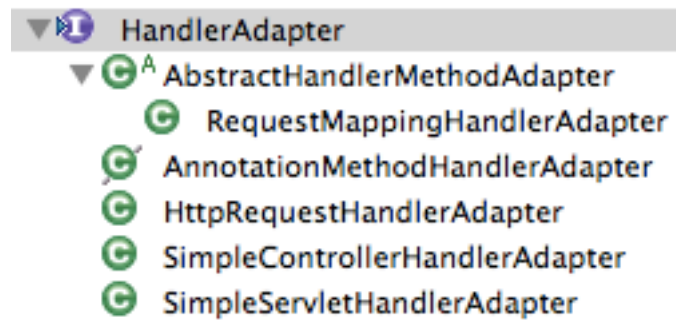 HandlerAdapter
AbstractHandlerMethodAdapter
RequestMappingHandlerAdapter
AnnotationMethodHandlerAdapter
HttpRequestHandlerAdapter
SimpleControllerHandlerAdapter
SimpleServletHandlerAdapter